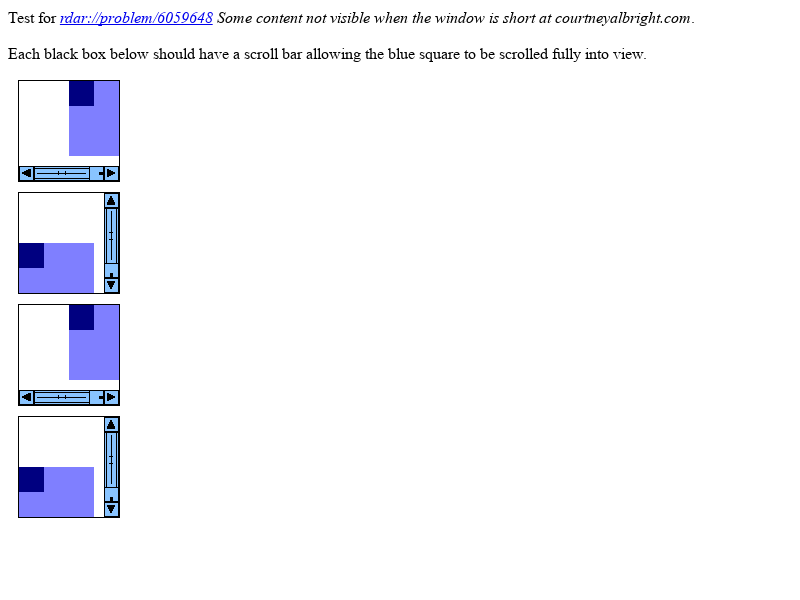 Test for rdar://problem/6059648 Some content not visible when the window is short at courtneyalbright.com.
Each black box below should have a scroll bar allowing the blue square to be scrolled fully into view.